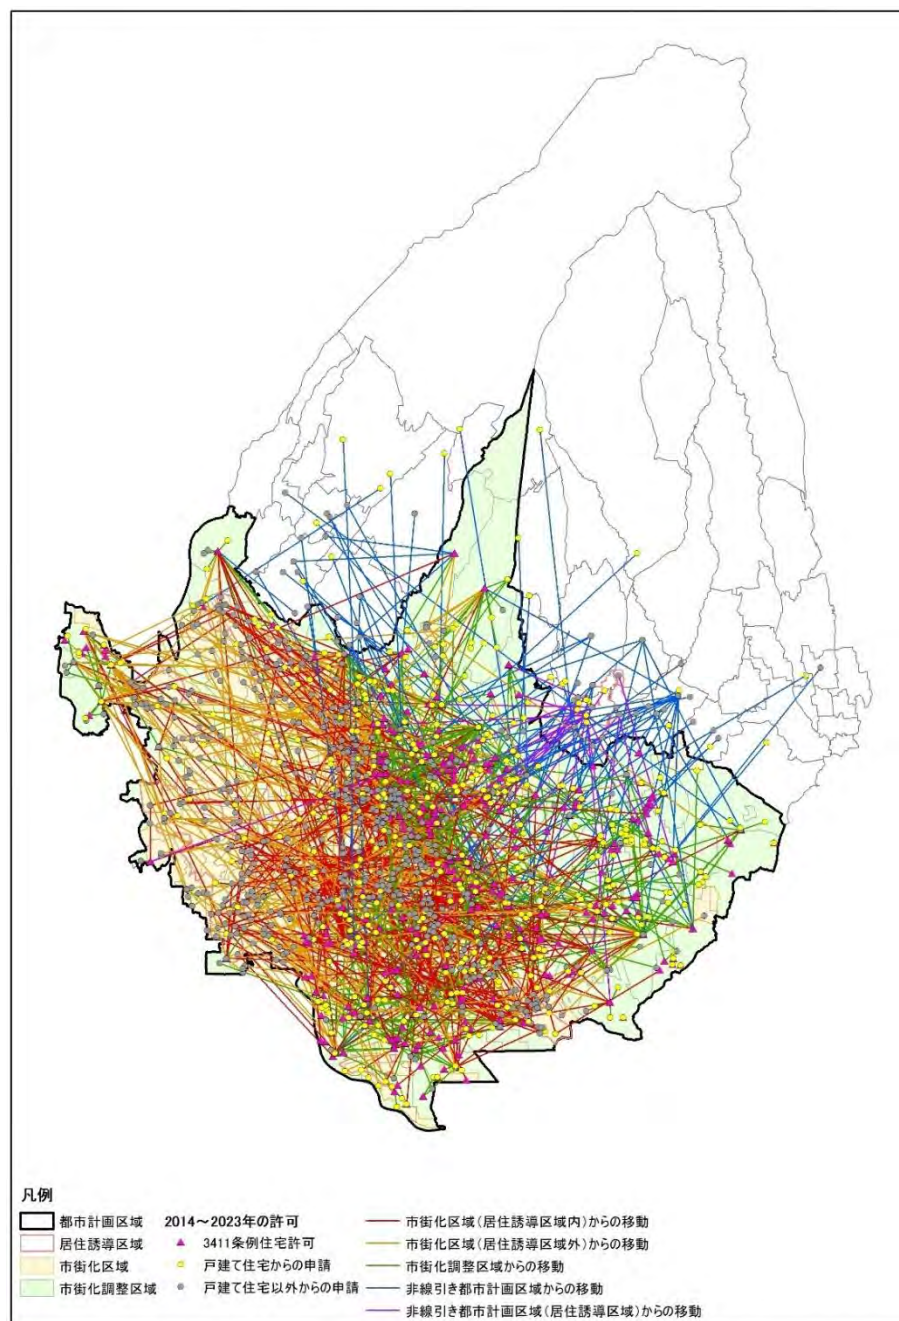 凡例
都市計画区域
居住誘導区域
市街化区域
市街化調整区域
2014～2023年の許可
3411条例住宅許可
戸建て住宅からの申請
戸建て住宅以外からの申請
市街化区域（居住誘導区域内）からの移動
市街化区域（居住誘導区域外）からの移動
市街化調整区域からの移動
非線引き都市計画区域からの移動
非線引き都市計画区域（居住誘導区域）からの移動